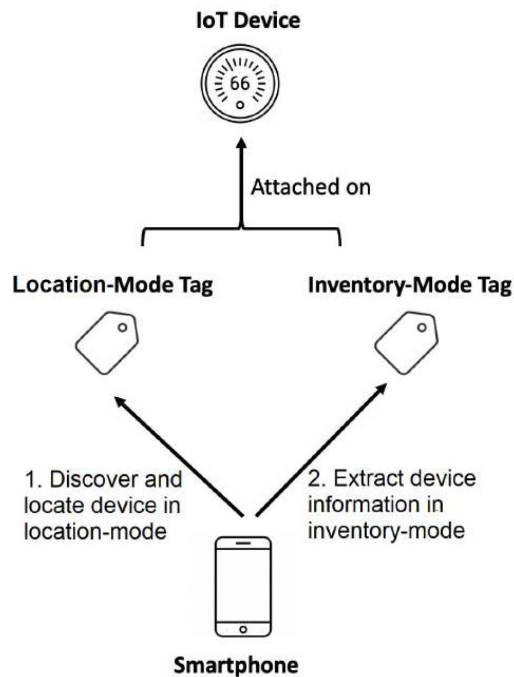 IoT Device
66
Attached on
Location-Mode Tag
Inventory-Mode Tag
1. Discover and
locate device in
location-mode
2. Extract device
information in
inventory-mode
Smartphone